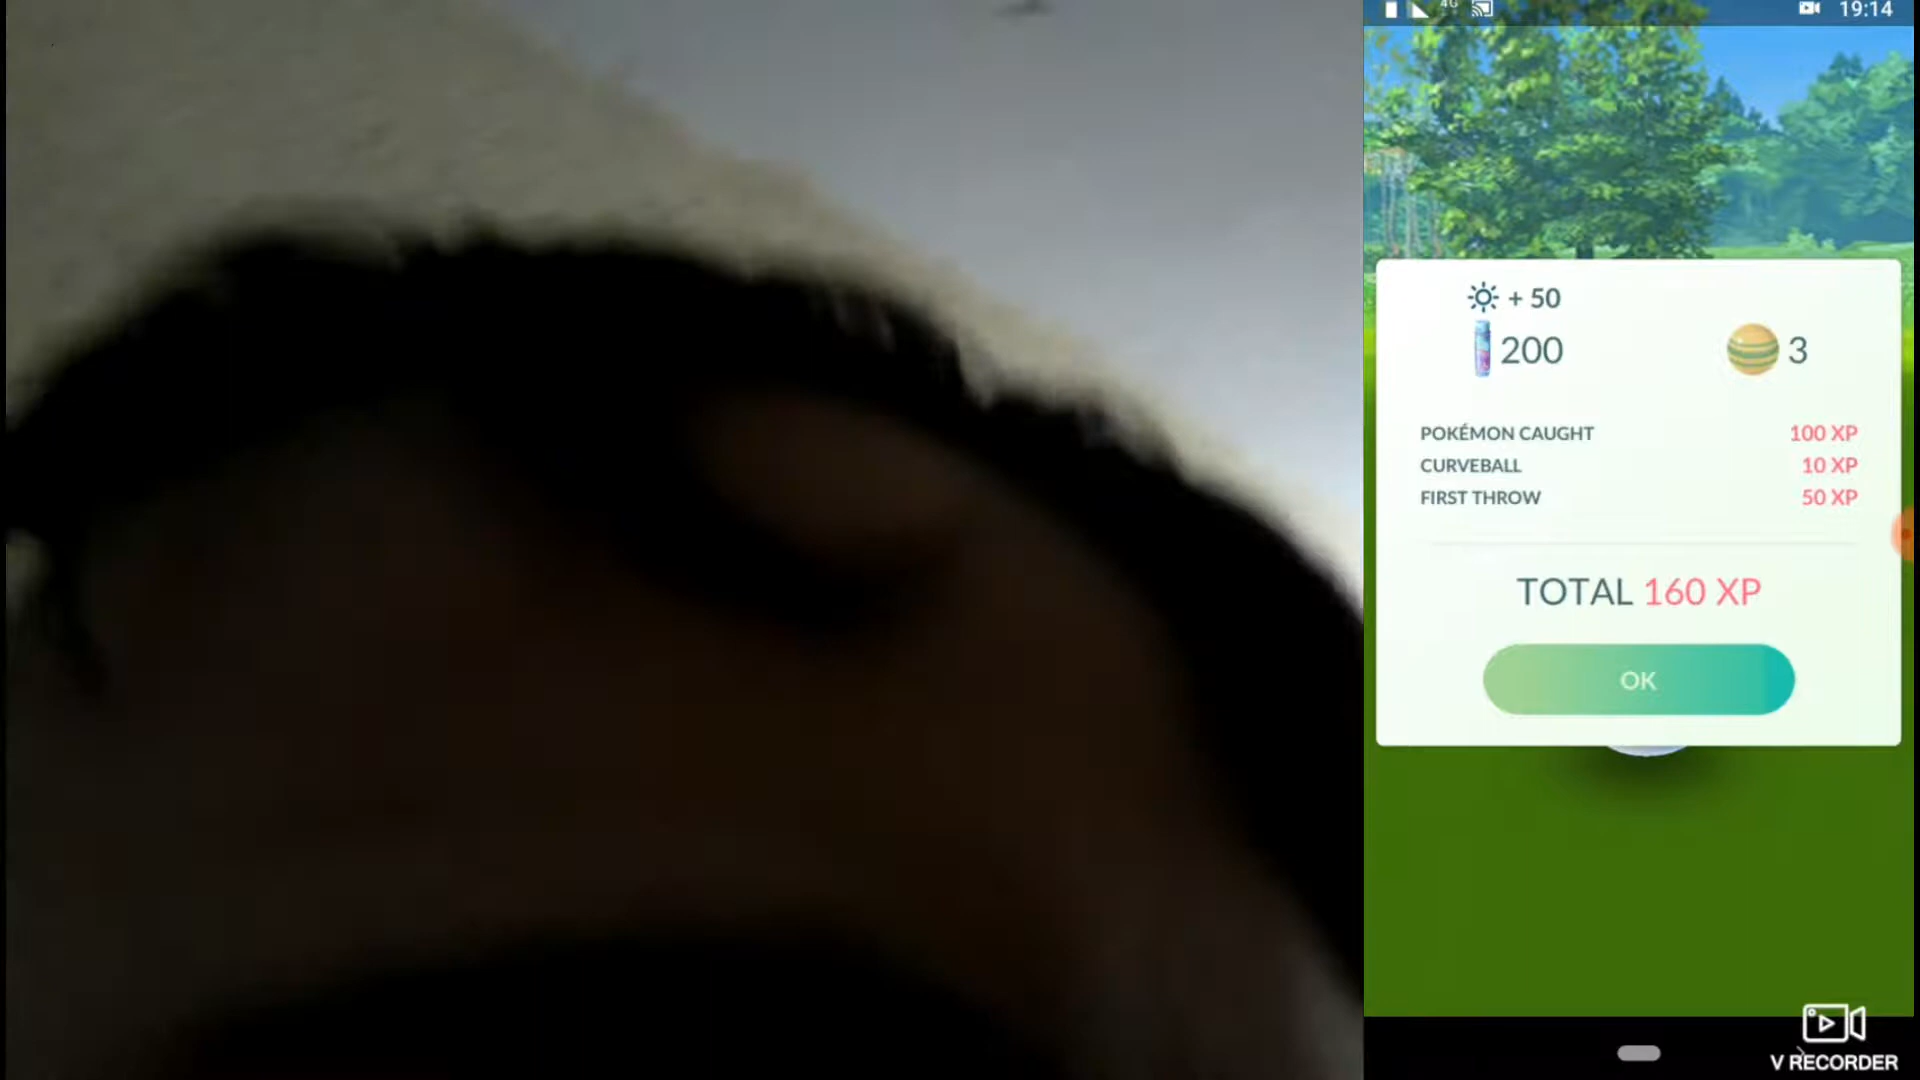 4G 19:14
+ 50
200 3
POKÉMON CAUGHT 100 XP
CURVEBALL 10 XP
FIRST THROW 50 XP
TOTAL 160 XP
OK
V RECORDER